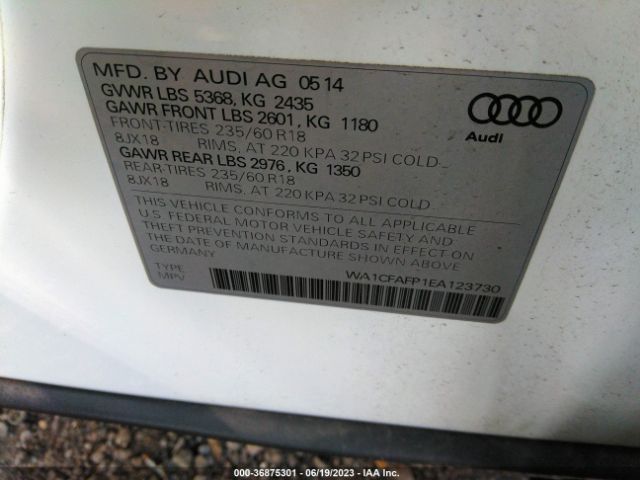 MFD. BY AUDI AG 0514
GVWR LBS 5368, KG 2435
GAWR FRONT LBS 2601, KG 1180
FRONT-TIRES 235/60 R18
8JX18 RIMS. AT 220 KPA 32 PSI COLD
GAWR REAR LBS 2976, KG 1350
REAR-TIRES 235/60 R18
8JX18 RIMS. AT 220 KPA 32 PSI COLD
THIS VEHICLE CONFORMS TO ALL APPLICABLE
U.S. FEDERAL MOTOR VEHICLE SAFETY AND
THEFT PREVENTION STANDARDS IN EFFECT ON
THE DATE OF MANUFACTURE SHOWN ABOVE
GERMANY
TYPE
MPV
WA1CFAFP1EA123730
Audi
000-36875301 - 06/19/2023 - IAA Inc.